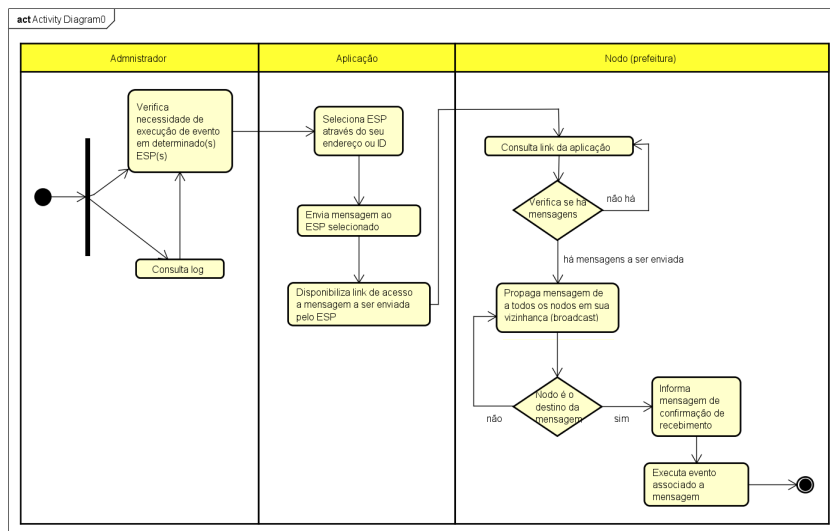 act Activity Diagram0
Admnistrador
Aplicação
Nodo (prefeitura)
Verifica
necessidade de
execução de evento
em determinado(s)
ESP(s)
Consulta log
Seleciona ESP
através do seu
endereço ou ID
Envia mensagem ao
ESP selecionado
Disponibiliza link de acesso
a mensagem a ser enviada
pelo ESP
Consulta link da aplicação
Verifica se há
mensagens
não há
há mensagens a ser enviada
Propaga mensagem de
a todos os nodos em sua
vizinhança (broadcast)
Nodo é o
destino da
mensagem
não
sim
Informa
mensagem de
confirmação de
recebimento
Executa evento
associado a
mensagem